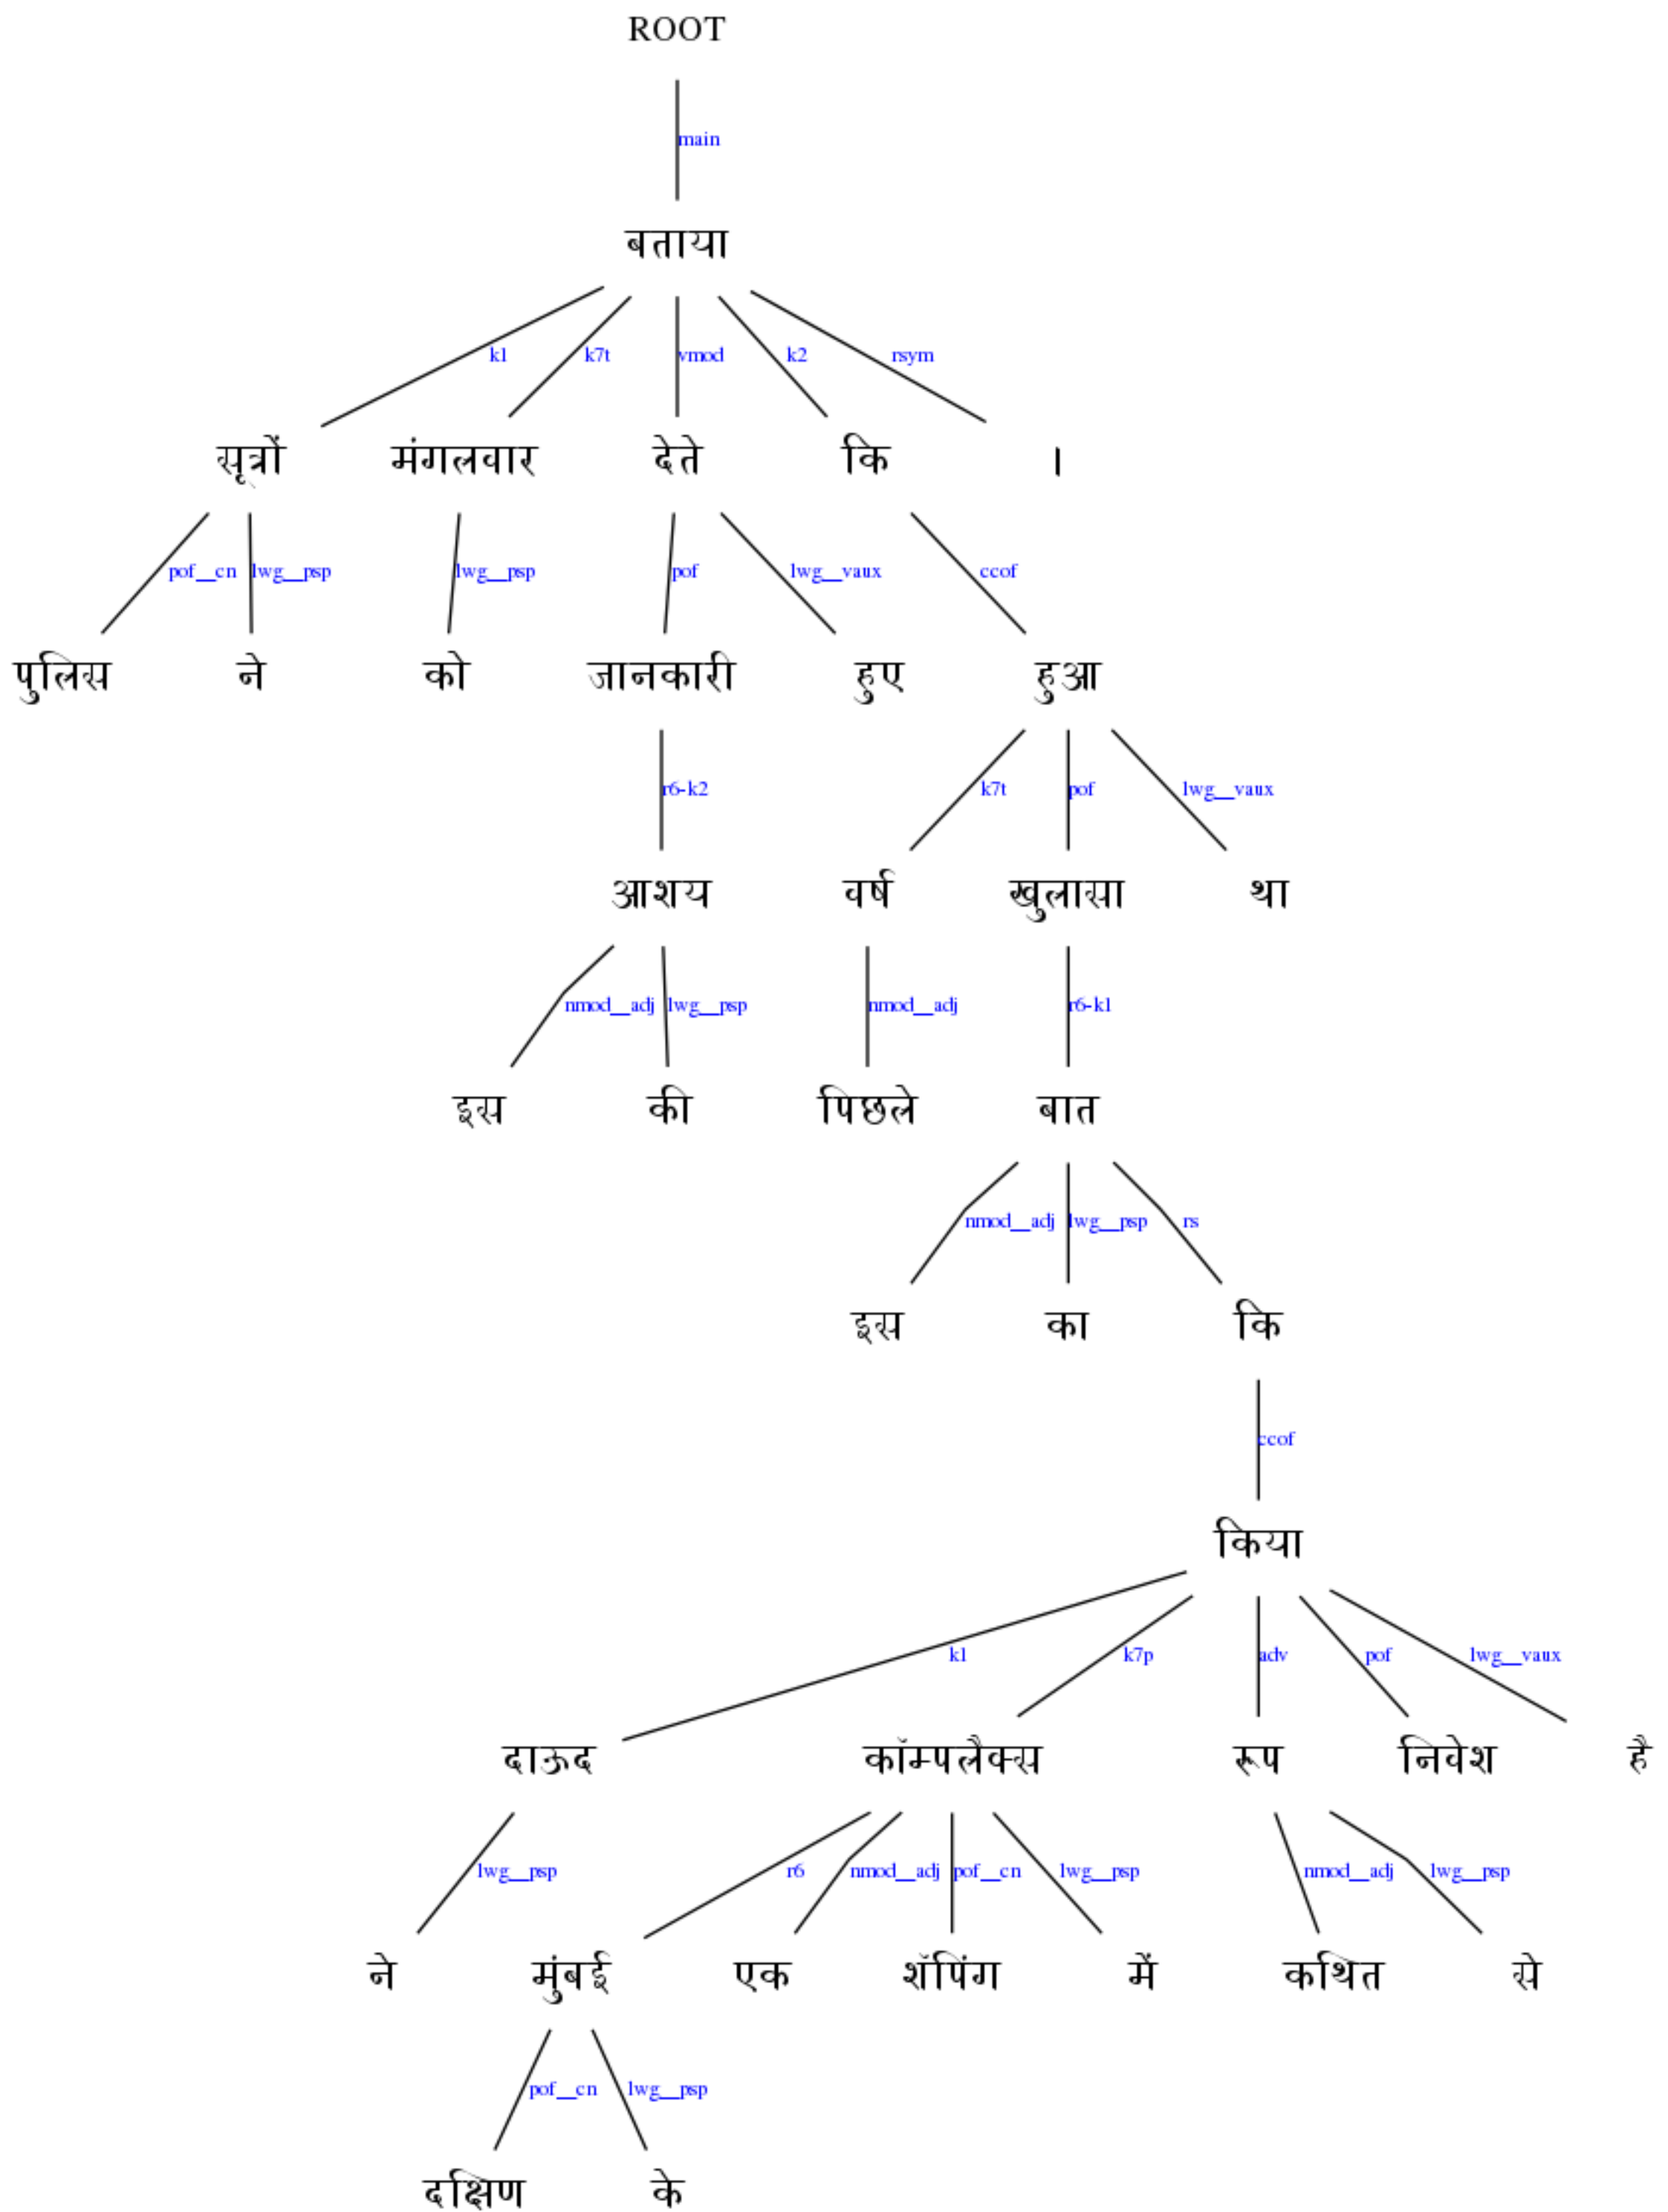 ROOT
main
बताया
k1 k7t vmod k2 rsym
सूत्रों मंगलवार देते कि ।
pof__cn lwg__psp lwg__psp pof lwg__vaux ccof
पुलिस ने को जानकारी हुए हुआ
r6-k2 k7t pof lwg__vaux
आशय वर्ष खुलासा था
nmod__adj lwg__psp nmod__adj r6-k1
इस की पिछले बात
nmod__adj lwg__psp rs
इस का कि
ccof
किया
k1 k7p adv pof lwg__vaux
दाऊद कॉम्पलैक्स रूप निवेश है
lwg__psp r6 nmod__adj pof__cn lwg__psp nmod__adj lwg__psp
ने मुंबई एक शॅपिंग में कथित से
pof__cn lwg__psp
दक्षिण के